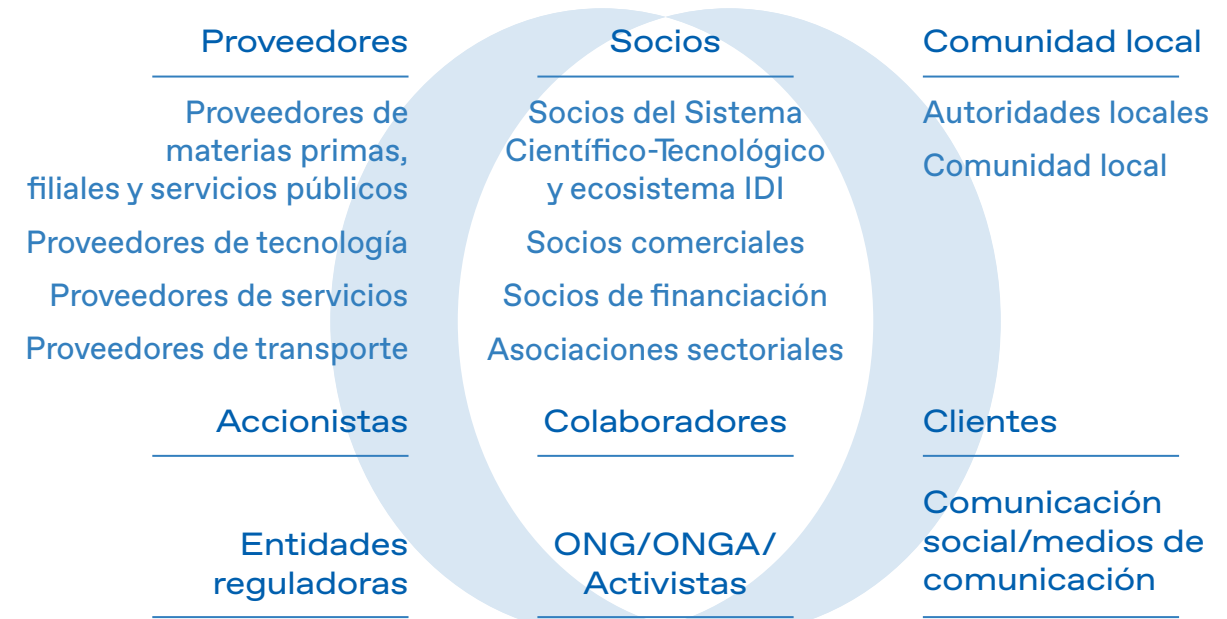 Proveedores
Proveedores de
materias primas,
filiales y servicios públicos
Proveedores de tecnología
Proveedores de servicios
Proveedores de transporte
Socios
Socios del Sistema
Científico-Tecnológico
y ecosistema IDI
Socios comerciales
Socios de financiación
Asociaciones sectoriales
Comunidad local
Autoridades locales
Comunidad local
Accionistas
Colaboradores
Clientes
Entidades
reguladoras
ONG/ONGA/
Activistas
Comunicación
social/medios de
comunicación